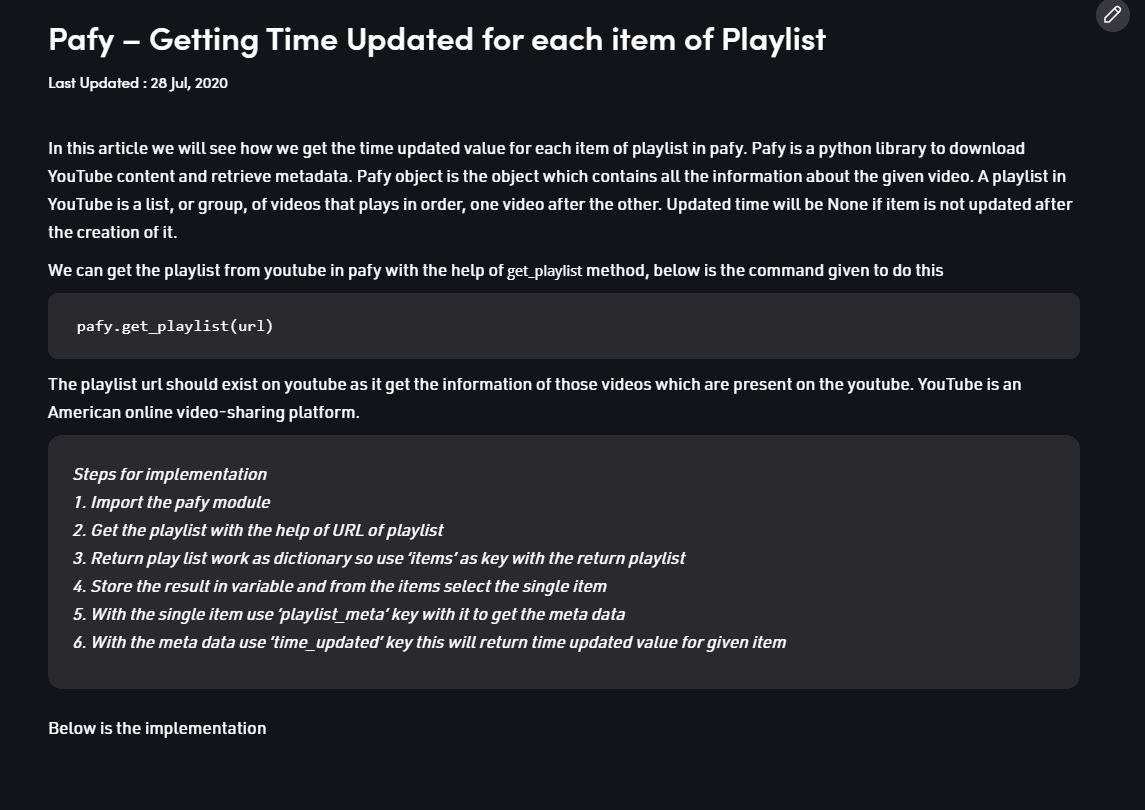 Pafy – Getting Time Updated for each item of Playlist
Last Updated : 28 Jul, 2020
In this article we will see how we get the time updated value for each item of playlist in pafy. Pafy is a python library to download
YouTube content and retrieve metadata. Pafy object is the object which contains all the information about the given video. A playlist in
YouTube is a list, or group, of videos that plays in order, one video after the other. Updated time will be None if item is not updated after
the creation of it.
We can get the playlist from youtube in pafy with the help of get_playlist method, below is the command given to do this
pafy.get_playlist(url)
The playlist url should exist on youtube as it get the information of those videos which are present on the youtube. YouTube is an
American online video-sharing platform.
Steps for implementation
1. Import the pafy module
2. Get the playlist with the help of URL of playlist
3. Return play list work as dictionary so use ‘items’ as key with the return playlist
4. Store the result in variable and from the items select the single item
5. With the single item use ‘playlist_meta’ key with it to get the meta data
6. With the meta data use ‘time_updated’ key this will return time updated value for given item
Below is the implementation